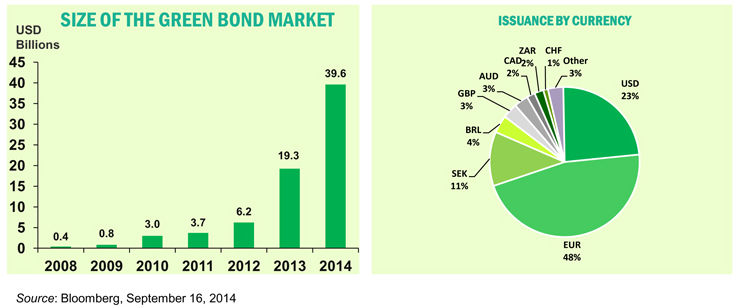 SIZE OF THE GREEN BOND MARKET
USD
Billions
45
40
35
30
25
20
15
10
5
0
0.4
0.8
3.0
3.7
6.2
19.3
39.6
2008 2009 2010 2011 2012 2013 2014
ISSUANCE BY CURRENCY
USD
23%
EUR
48%
SEK
11%
BRL
4%
GBP
3%
AUD
3%
CAD
2%
ZAR
2%
CHF
1%
Other
3%
Source: Bloomberg, September 16, 2014